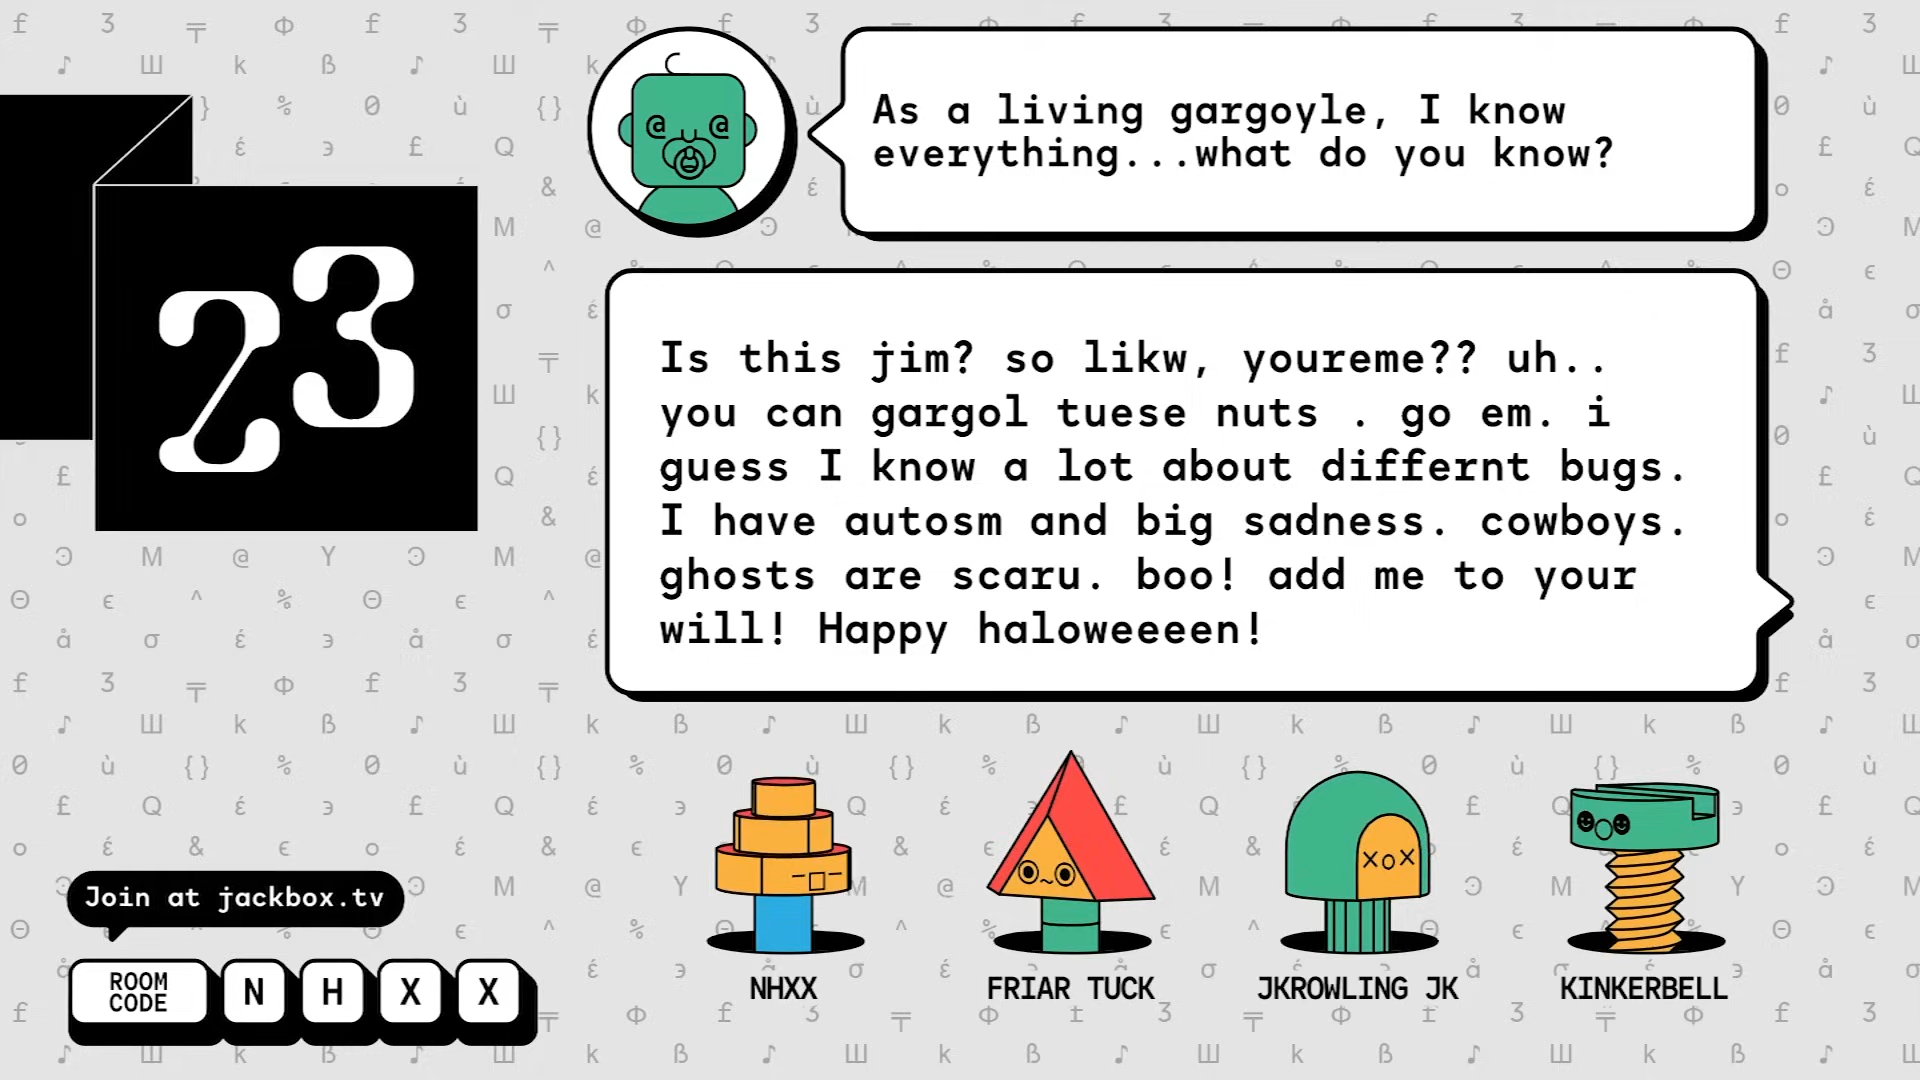 As a living gargoyle, I know
everything...what do you know?
23
Is this jim? so likw, youreme?? uh..
you can gargol tuese nuts . go em. i
guess I know a lot about differnt bugs.
I have autosm and big sadness. cowboys.
ghosts are scaru. boo! add me to your
will! Happy haloweeeen!
Join at jackbox.tv
ROOM
CODE
N H X X
NHXX
FRIAR TUCK
JKROWLING JK
KINKERBELL